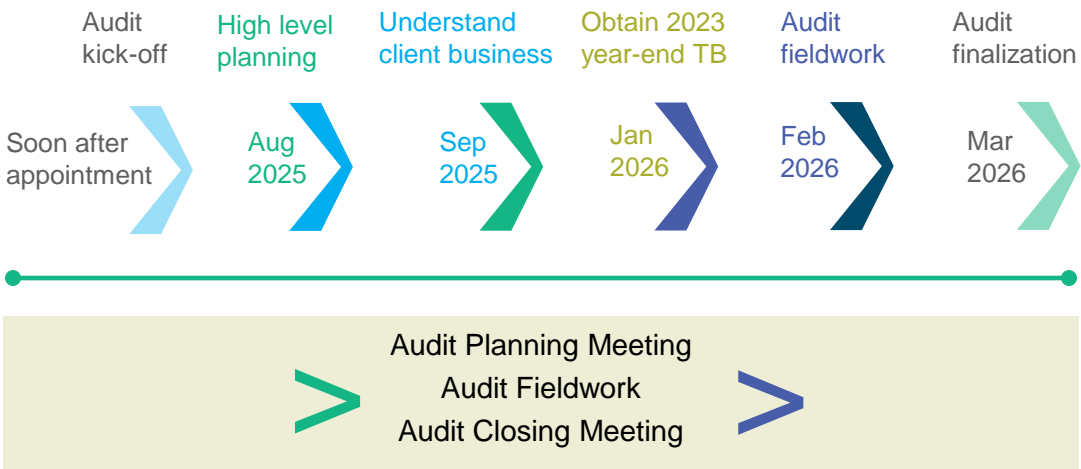 Audit
kick-off
High level
planning
Understand
client business
Obtain 2023
year-end TB
Audit
fieldwork
Audit
finalization
Soon after
appointment
Aug
2025
Sep
2025
Jan
2026
Feb
2026
Mar
2026
Audit Planning Meeting
Audit Fieldwork
Audit Closing Meeting